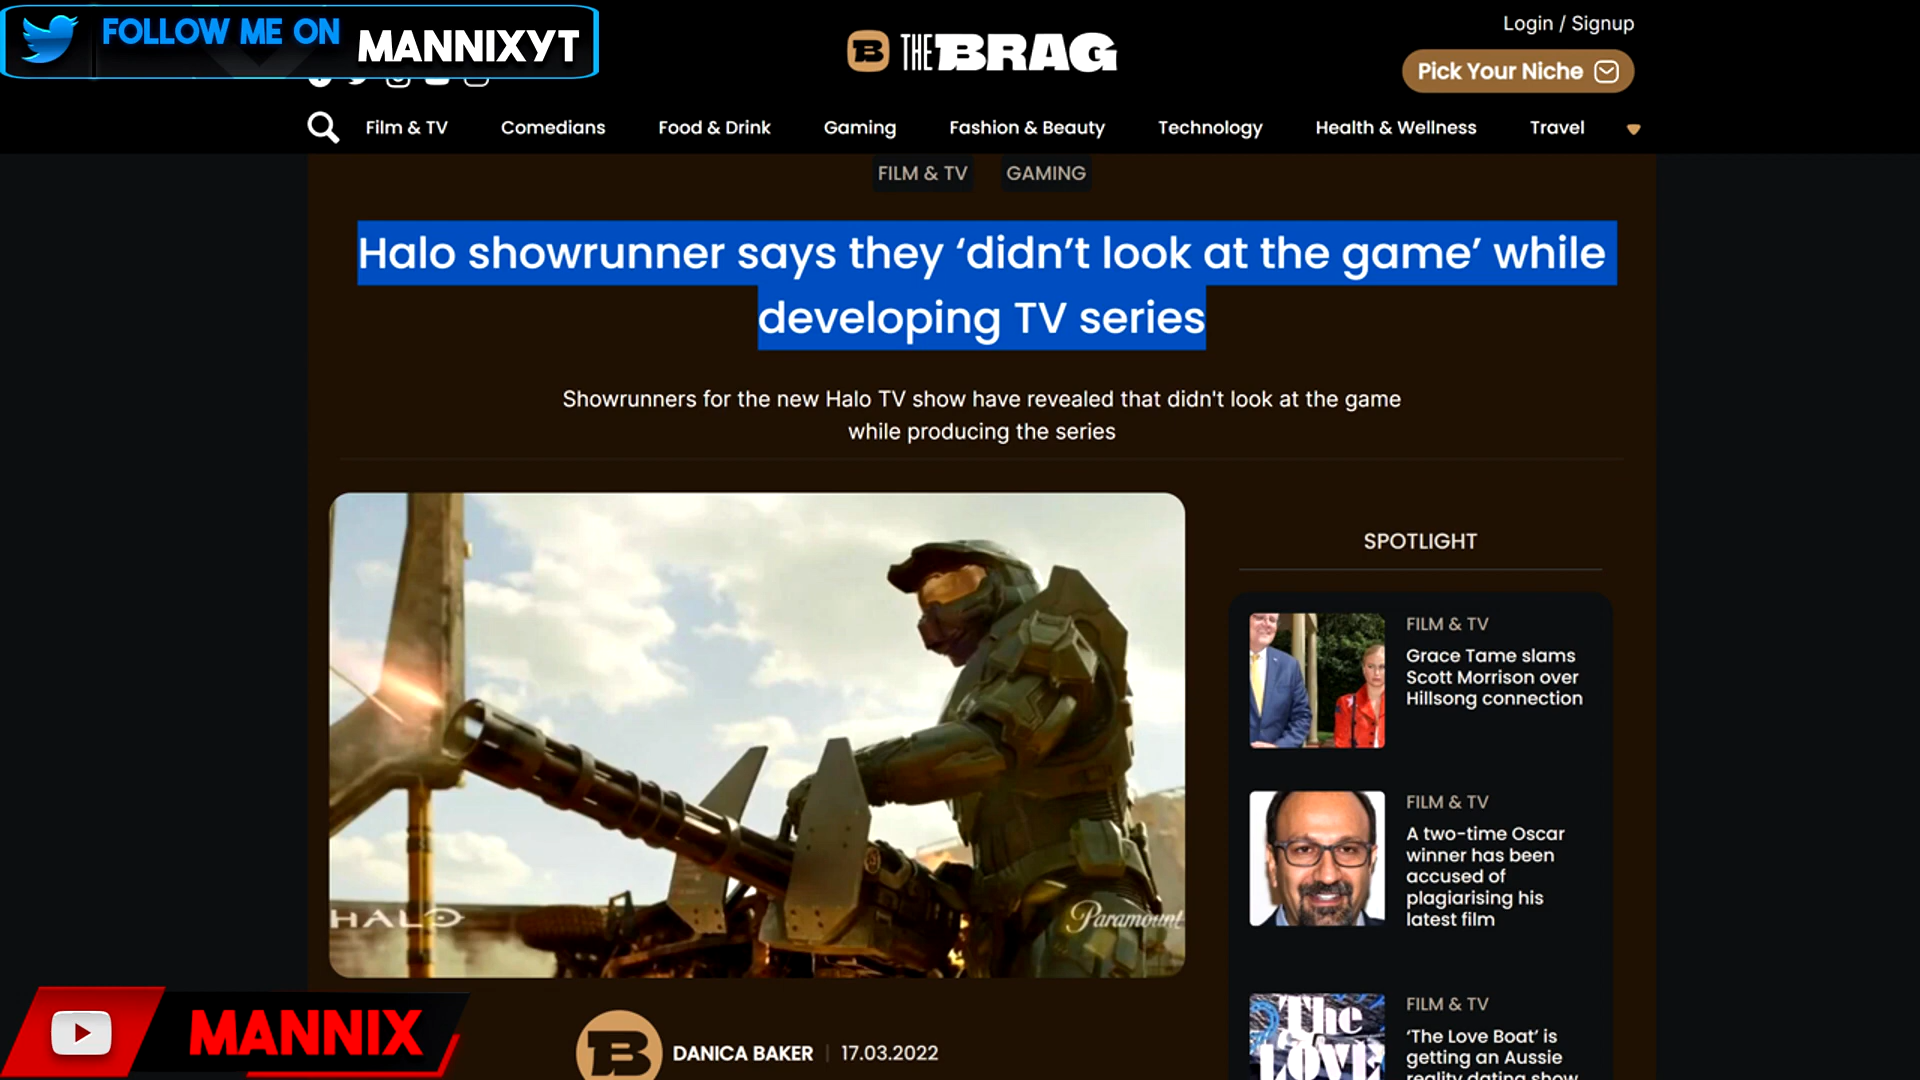 FOLLOW ME ON MANNIXYT
B THE BRAG
Login / Signup
Pick Your Niche
Film & TV Comedians Food & Drink Gaming Fashion & Beauty Technology Health & Wellness Travel
FILM & TV GAMING
Halo showrunner says they ‘didn’t look at the game’ while
developing TV series
Showrunners for the new Halo TV show have revealed that didn't look at the game
while producing the series
HALO
Paramount
SPOTLIGHT
FILM & TV
Grace Tame slams
Scott Morrison over
Hillsong connection
FILM & TV
A two-time Oscar
winner has been
accused of
plagiarising his
latest film
The
LOVE
FILM & TV
‘The Love Boat’ is
getting an Aussie
reality dating show
MANNIX
B
DANICA BAKER | 17.03.2022